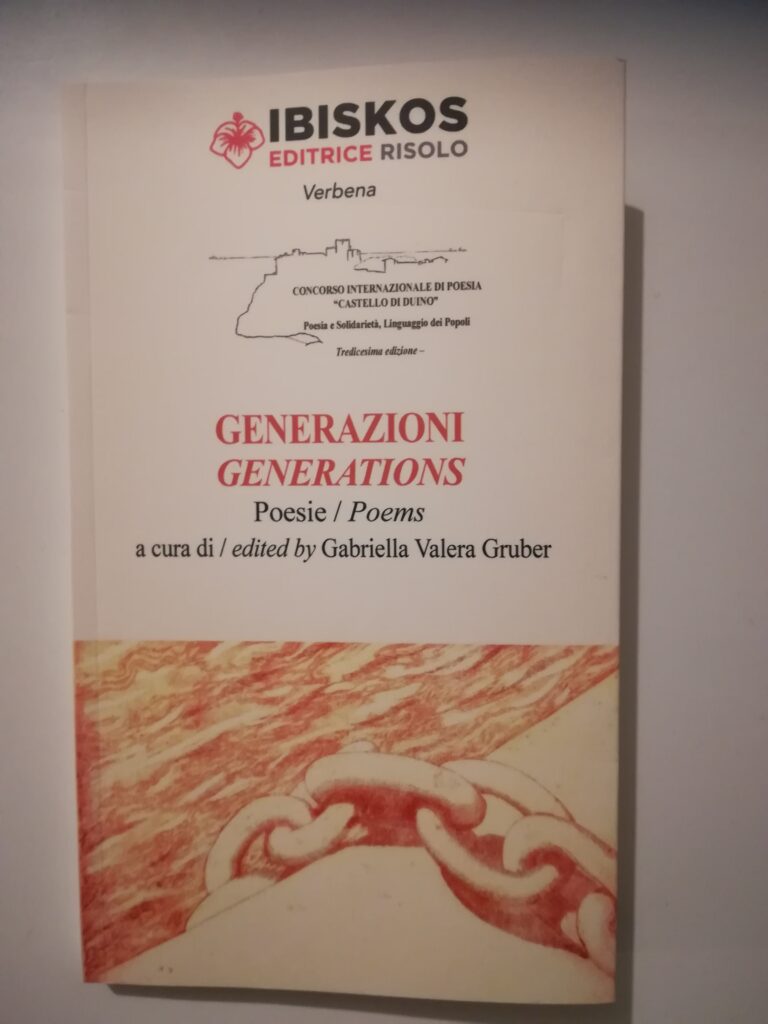 IBISKOS
EDITRICE RISOLO
Verbena
CONCORSO INTERNAZIONALE DI POESIA
“CASTELLO DI DUINO”
Poesia e Solidarietà, Linguaggio dei Popoli
Tredicesima edizione –
GENERAZIONI
GENERATIONS
Poesie / Poems
a cura di / edited by Gabriella Valera Gruber